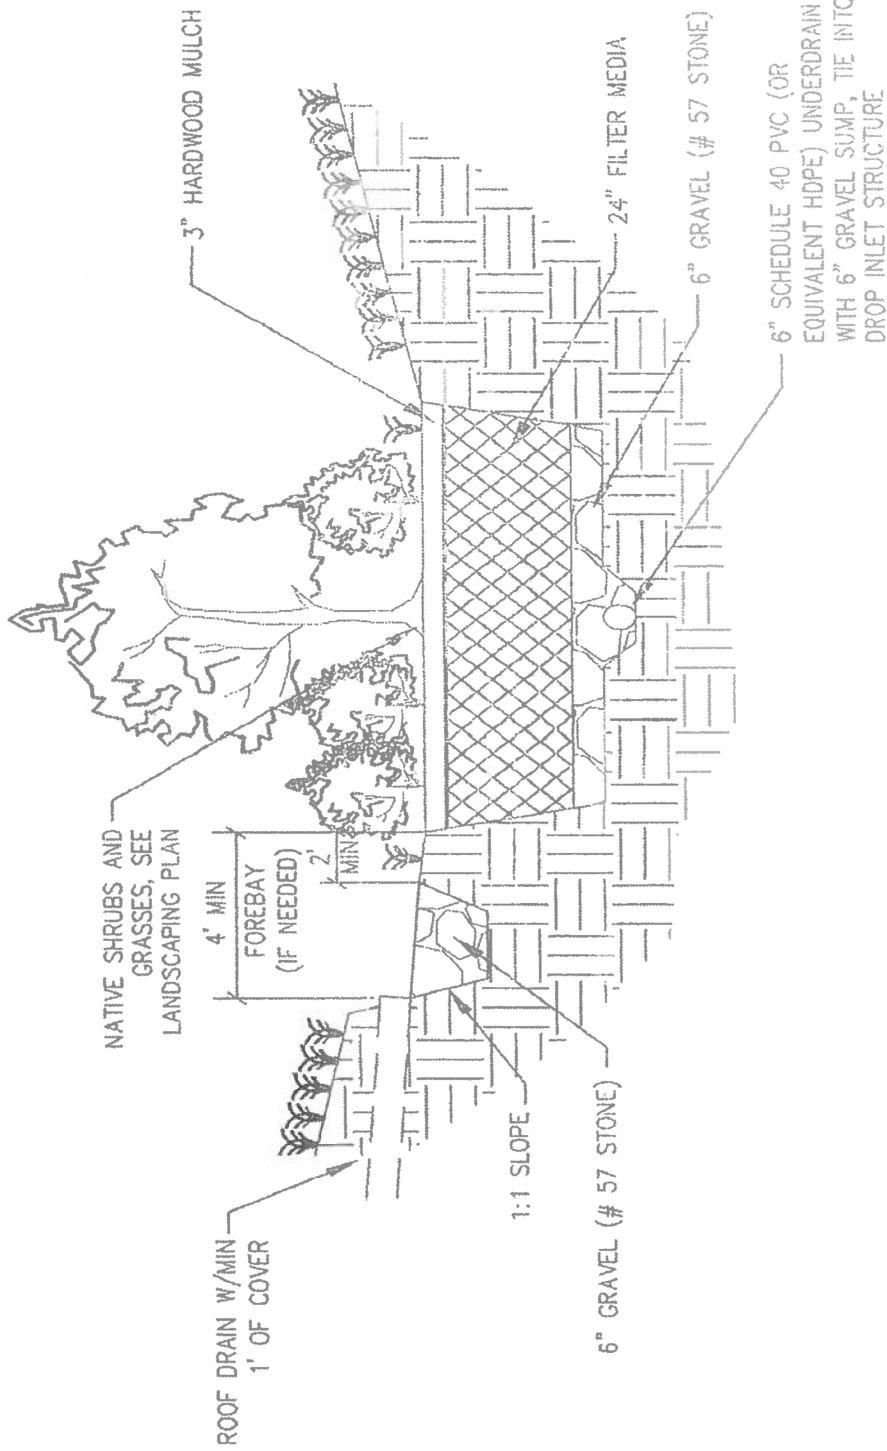 NATIVE SHRUBS AND
GRASSES, SEE
LANDSCAPING PLAN
3" HARDWOOD MULCH
4' MIN
FOREBAY
(IF NEEDED)
2'
MIN
ROOF DRAIN W/MIN
1' OF COVER
1:1 SLOPE
6" GRAVEL (# 57 STONE)
24" FILTER MEDIA
6" GRAVEL (# 57 STONE)
6" SCHEDULE 40 PVC (OR
EQUIVALENT HDPE) UNDERDRAIN
WITH 6" GRAVEL SUMP, TIE INTO
DROP INLET STRUCTURE